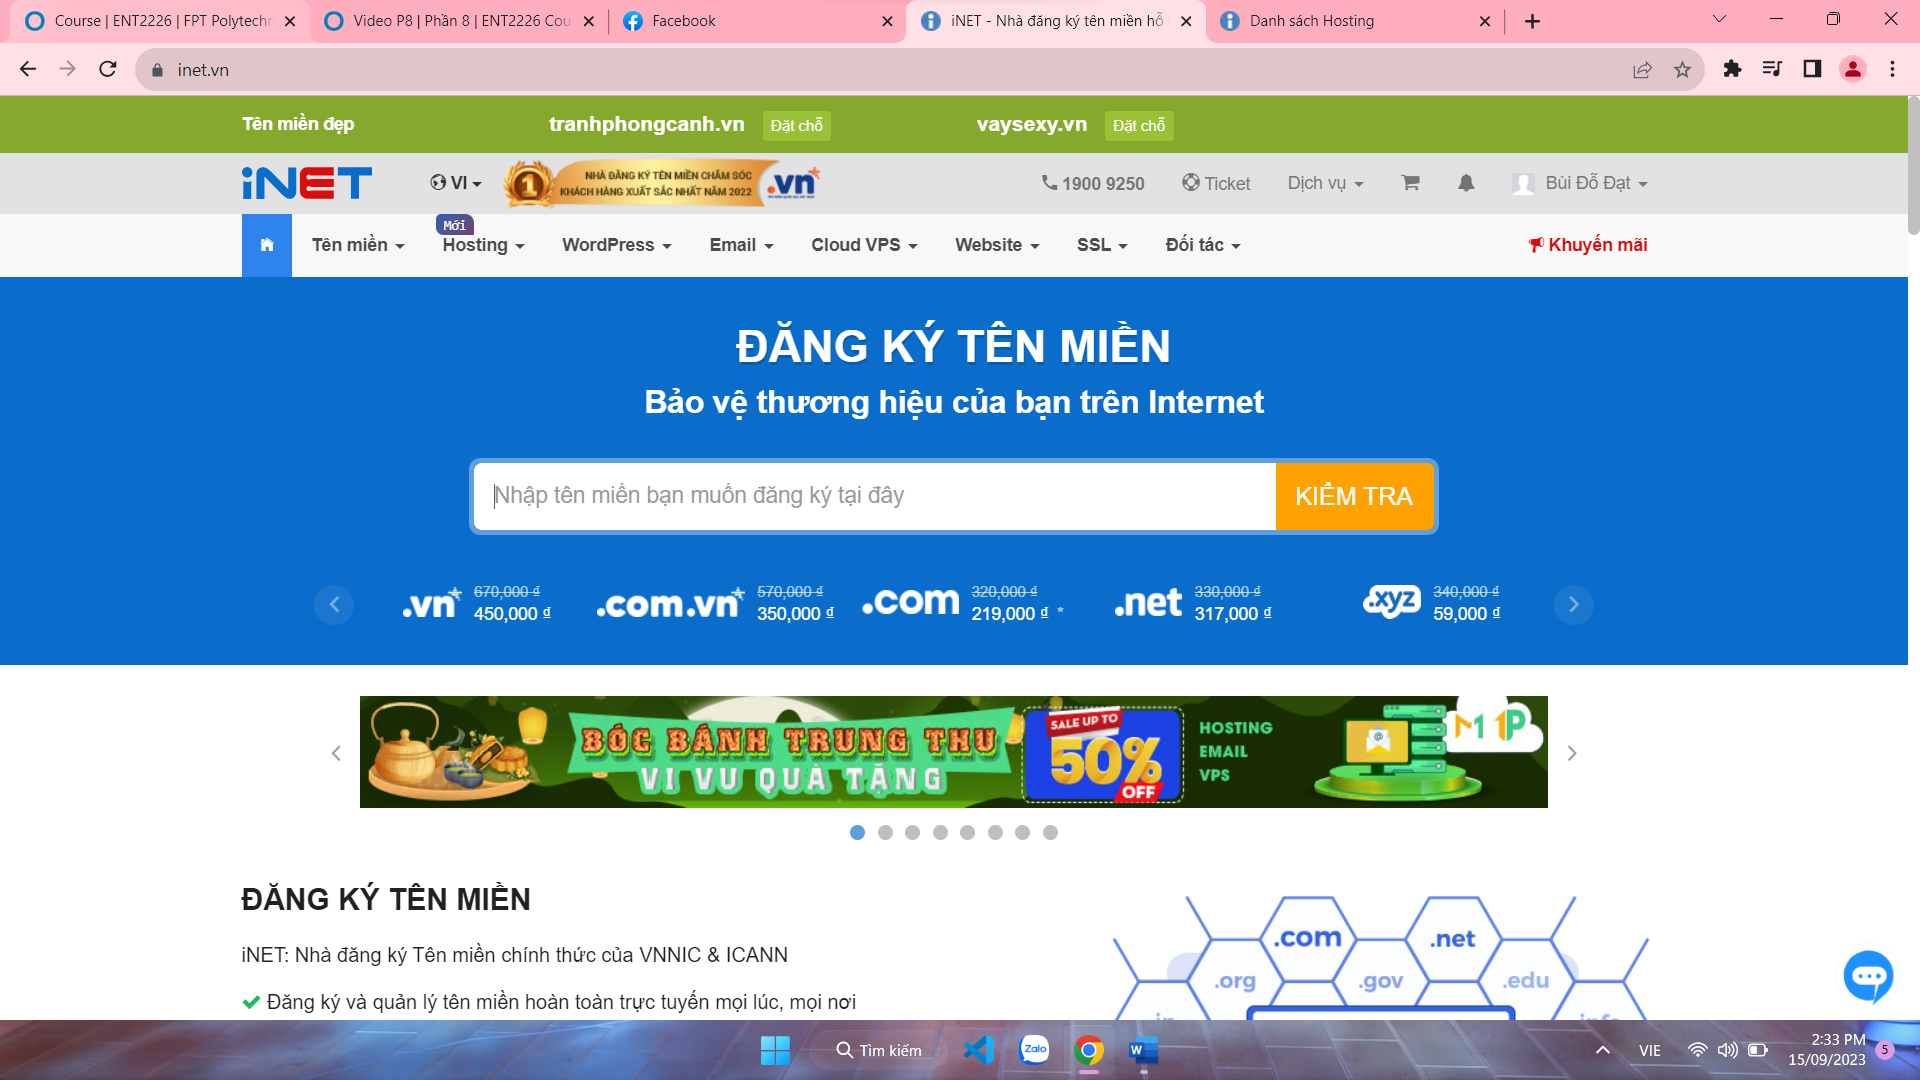 Course | ENT2226 | FPT Polytechn
Video P8 | Phần 8 | ENT2226 Cou
Facebook
iNET - Nhà đăng ký tên miền hỗ t
Danh sách Hosting
inet.vn
Tên miền đẹp
tranhphongcanh.vn
Đặt chỗ
vaysexy.vn
Đặt chỗ
iNET
VI
1
NHÀ ĐĂNG KÝ TÊN MIỀN CHĂM SÓC
KHÁCH HÀNG XUẤT SẮC NHẤT NĂM 2022
.vn
1900 9250
Ticket
Dịch vụ
Bùi Đỗ Đạt
Mới
Tên miền
Hosting
WordPress
Email
Cloud VPS
Website
SSL
Đối tác
Khuyến mãi
ĐĂNG KÝ TÊN MIỀN
Bảo vệ thương hiệu của bạn trên Internet
Nhập tên miền bạn muốn đăng ký tại đây
KIỂM TRA
.vn
670,000 ₫
450,000 ₫
.com.vn
570,000 ₫
350,000 ₫
.com
320,000 ₫
219,000 ₫ *
.net
330,000 ₫
317,000 ₫
.xyz
340,000 ₫
59,000 ₫
BÓC BÁNH TRUNG THU
VI VU QUÀ TẶNG
SALE UP TO
50%
OFF
HOSTING
EMAIL
VPS
ĐĂNG KÝ TÊN MIỀN
iNET: Nhà đăng ký Tên miền chính thức của VNNIC & ICANN
Đăng ký và quản lý tên miền hoàn toàn trực tuyến mọi lúc, mọi nơi
.com
.net
.org
.gov
.edu
Tìm kiếm
Zalo
W
VIE
2:33 PM
15/09/2023
5